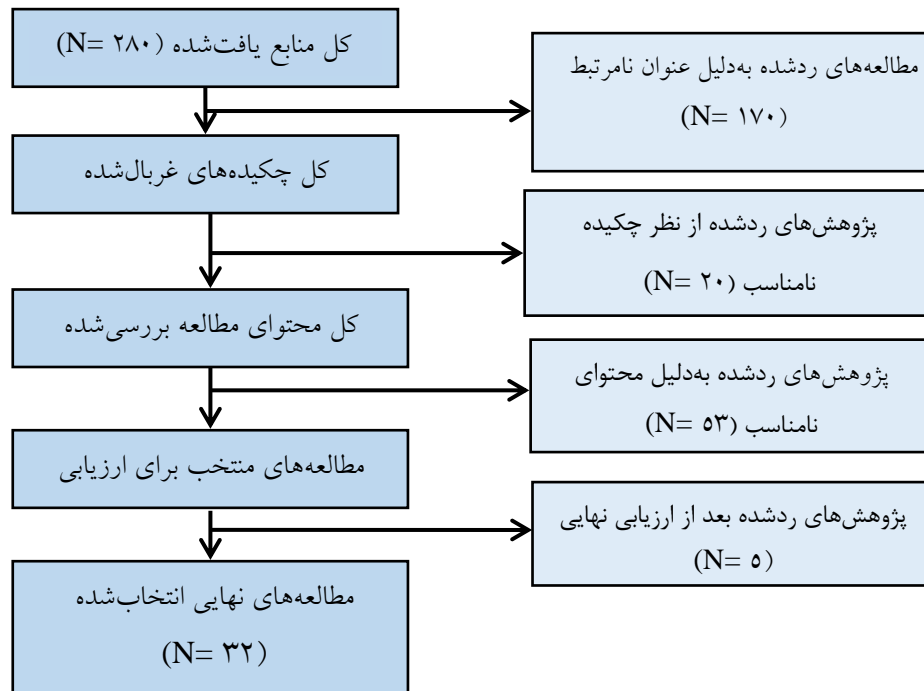 کل منابع یافت‌شده (N= ۲۸۰)
مطالعه‌های ردشده به‌دلیل عنوان نامرتبط
(N= ۱۷۰)
کل چکیده‌های غربال‌شده
پژوهش‌های ردشده از نظر چکیده
نامناسب (N= ۲۰)
کل محتوای مطالعه بررسی‌شده
پژوهش‌های ردشده به‌دلیل محتوای
نامناسب (N= ۵۳)
مطالعه‌های منتخب برای ارزیابی
پژوهش‌های ردشده بعد از ارزیابی نهایی
(N= ۵)
مطالعه‌های نهایی انتخاب‌شده
(N= ۳۲)